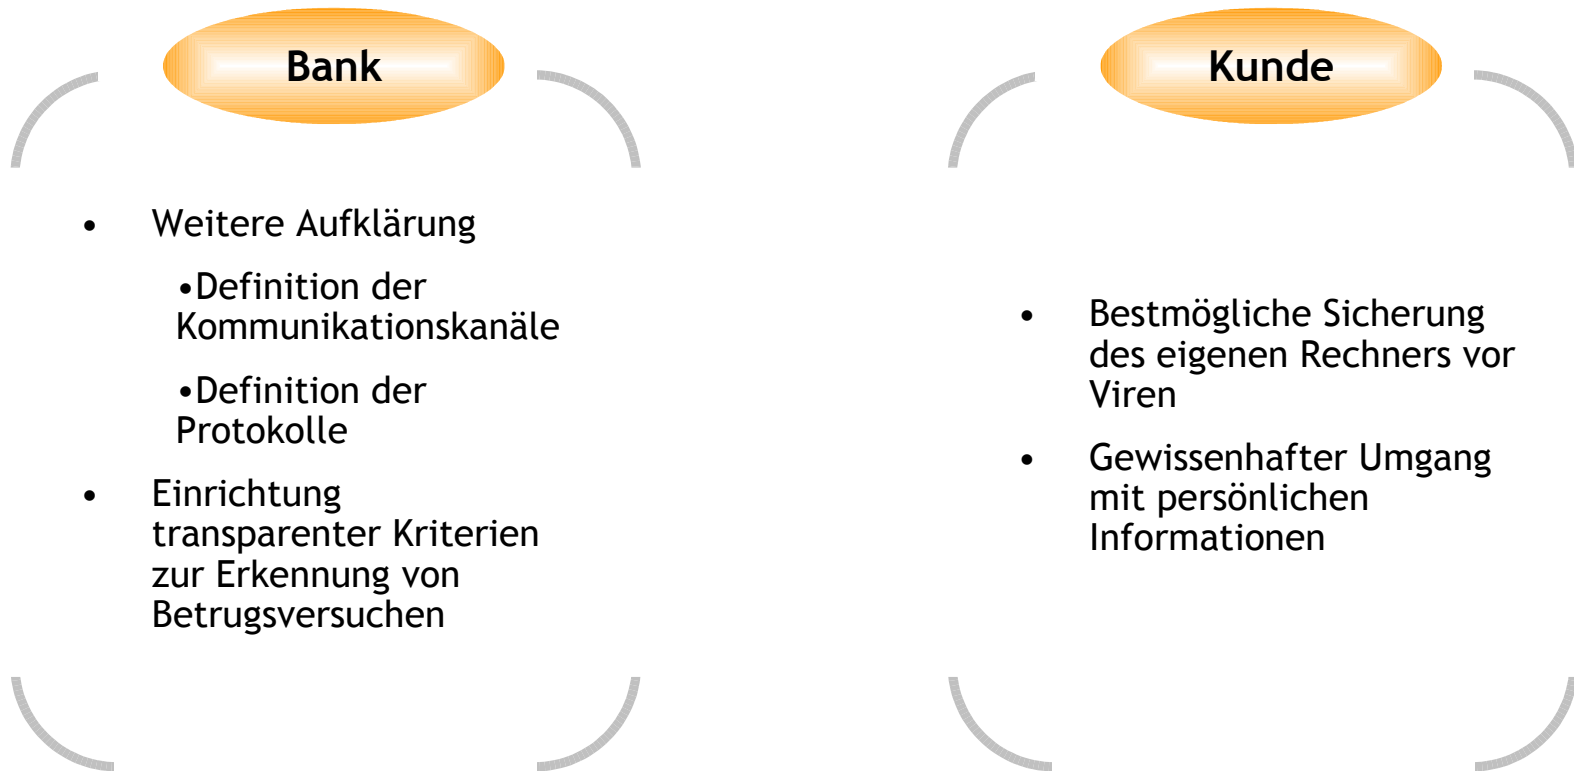 Bank
• Weitere Aufklärung
•Definition der
Kommunikationskanäle
•Definition der
Protokolle
• Einrichtung
transparenter Kriterien
zur Erkennung von
Betrugsversuchen
Kunde
• Bestmögliche Sicherung
des eigenen Rechners vor
Viren
• Gewissenhafter Umgang
mit persönlichen
Informationen